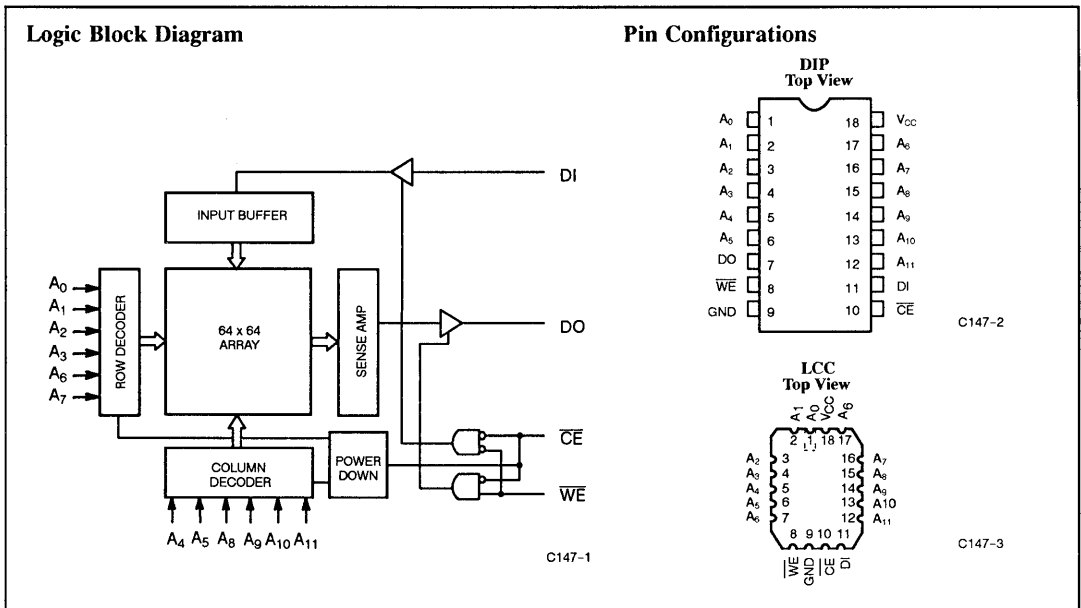 Logic Block Diagram
DI
INPUT BUFFER
A0
A1
A2
A3
A6
A7
ROW DECODER
64 x 64
ARRAY
SENSE AMP
DO
CE
WE
POWER
DOWN
COLUMN
DECODER
A4 A5 A8 A9 A10 A11
C147-1
Pin Configurations
DIP
Top View
A0 1 18 VCC
A1 2 17 A6
A2 3 16 A7
A3 4 15 A8
A4 5 14 A9
A5 6 13 A10
DO 7 12 A11
WE 8 11 DI
GND 9 10 CE
C147-2
LCC
Top View
A1 A0 VCC A6
2 1 18 17
A2 3 16 A7
A3 4 15 A8
A4 5 14 A9
A5 6 13 A10
A6 7 12 A11
8 9 10 11
WE GND CE DI
C147-3